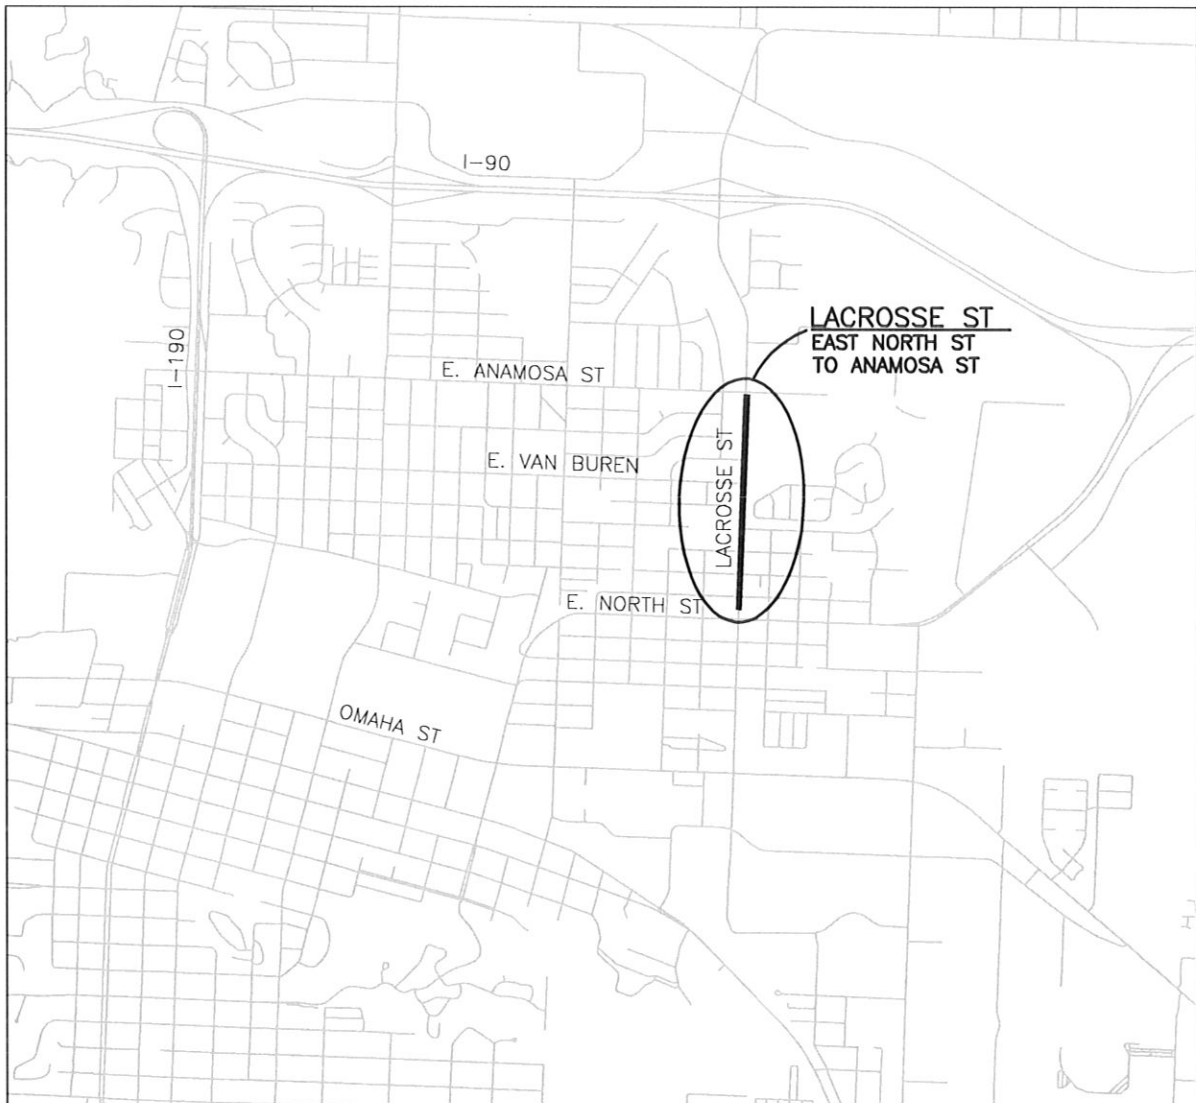 I-90
LACROSSE ST
EAST NORTH ST
TO ANAMOSA ST
I-190
E. ANAMOSA ST
LACROSSE ST
E. VAN BUREN
E. NORTH ST
OMAHA ST